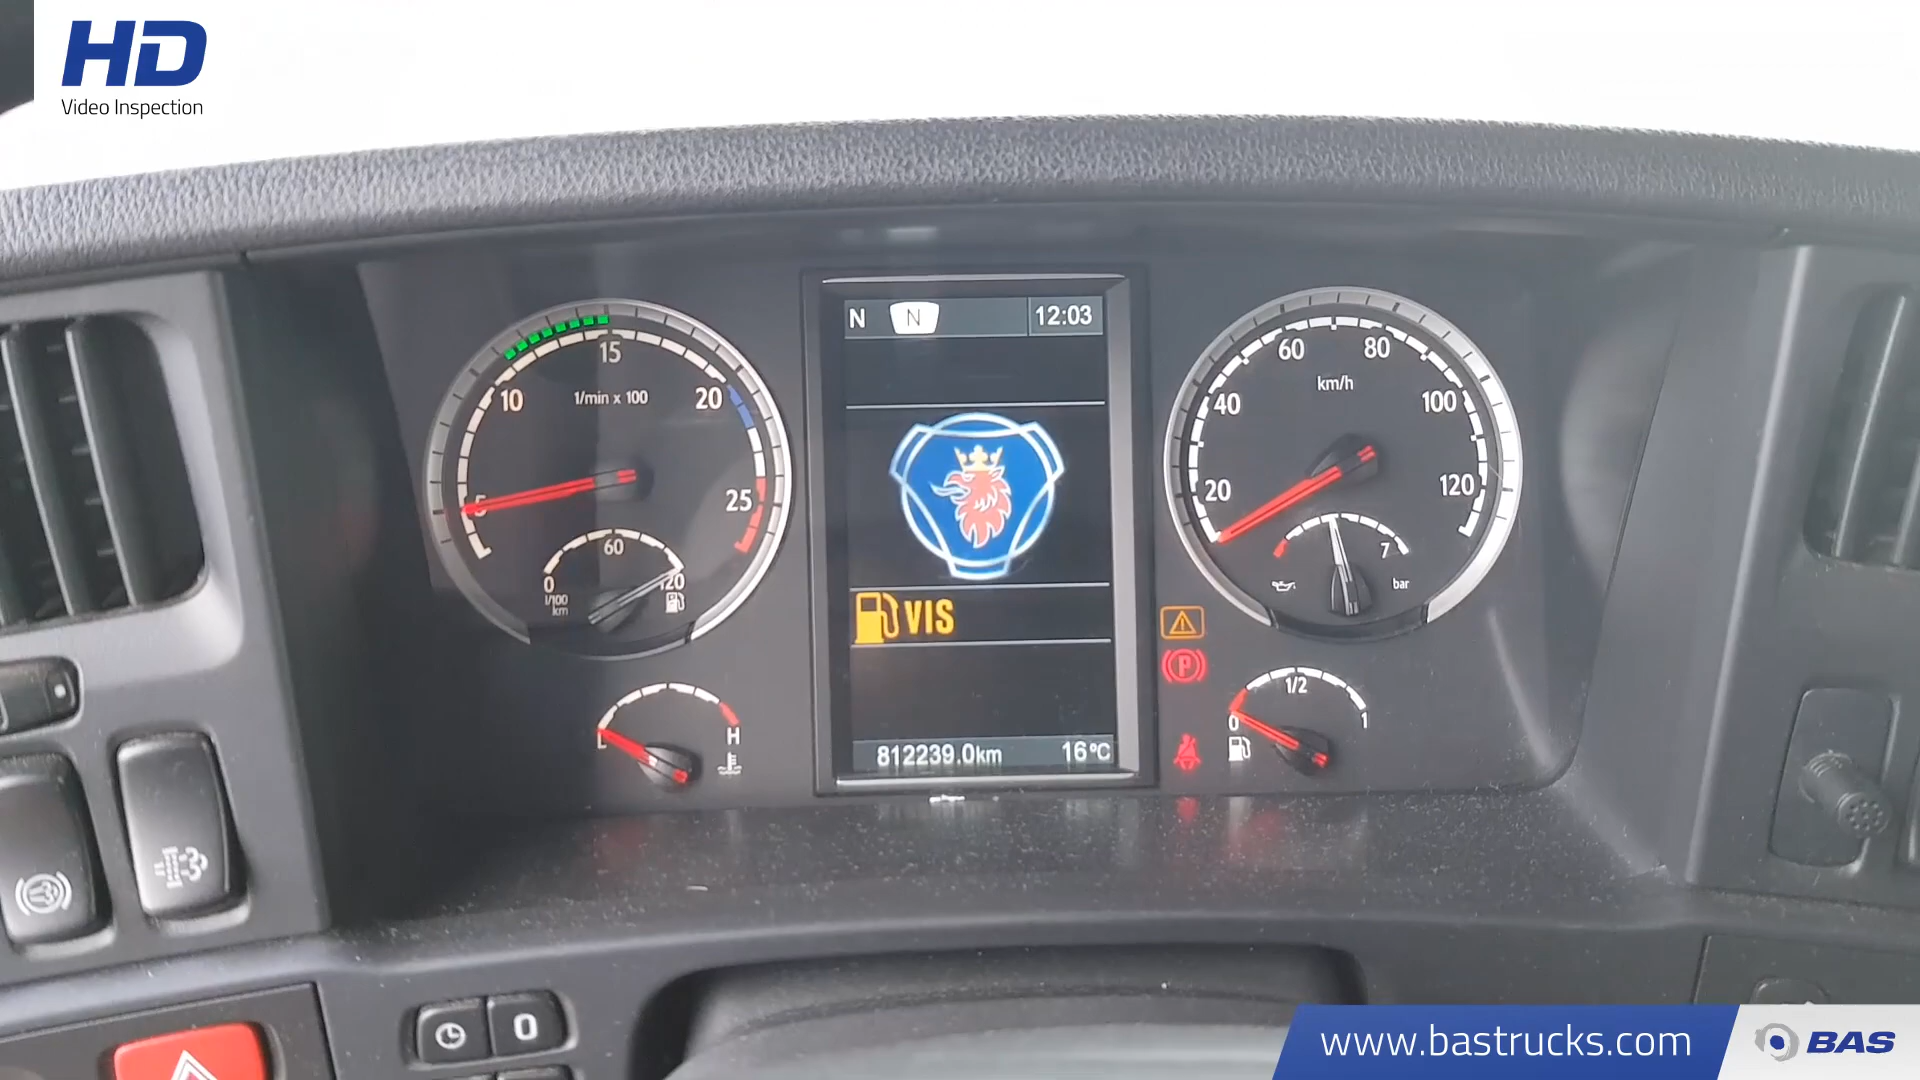 HD
Video Inspection
N N 12:03
5 10 15 20 25
1/min x 100
0 60 120
l/100
km
VIS
812239.0km 16°C
20 40 60 80 100 120
km/h
7
bar
P
L H
0 1/2 1
0
www.bastrucks.com
BAS